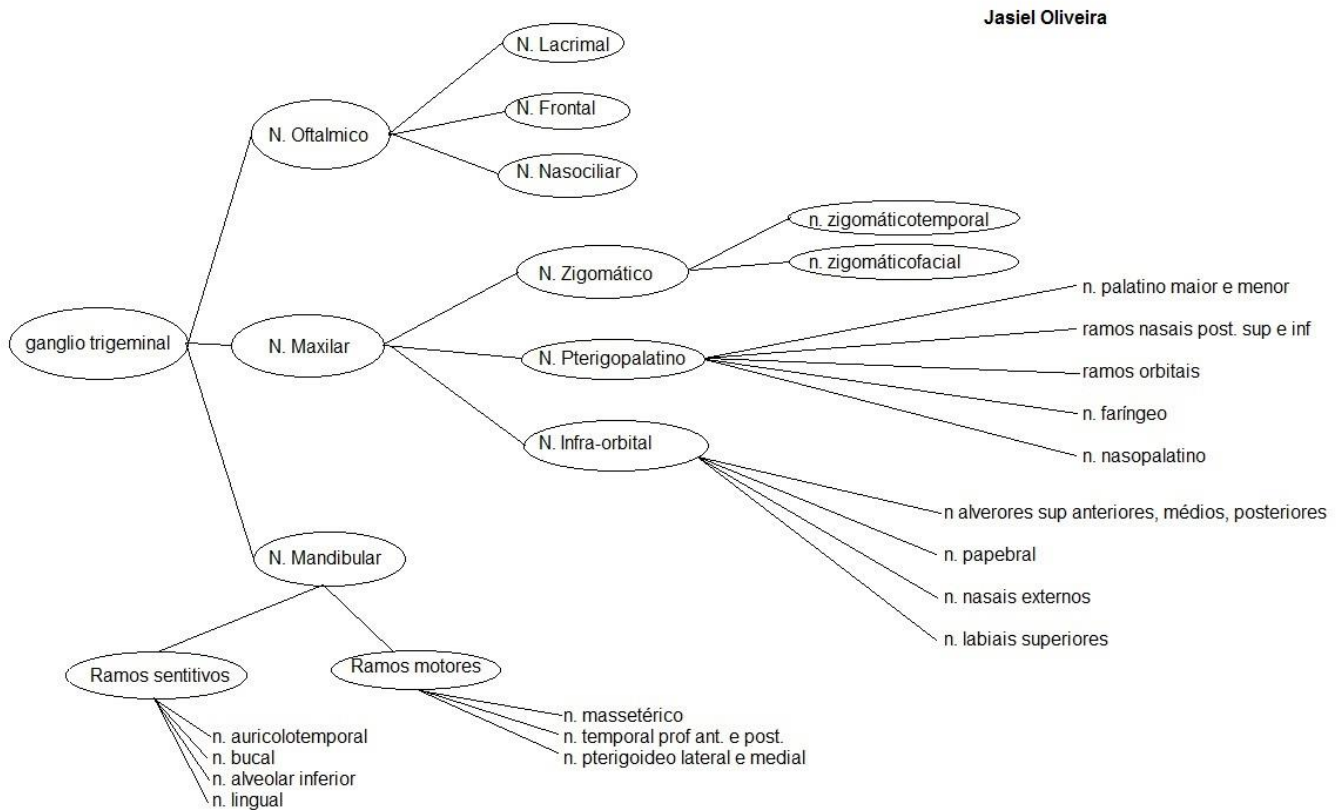 Jasiel Oliveira
N. Lacrimal
N. Frontal
N. Oftalmico
N. Nasociliar
n. zigomáticotemporal
n. zigomáticofacial
N. Zigomático
n. palatino maior e menor
ramos nasais post. sup e inf
ganglio trigeminal
N. Maxilar
N. Pterigopalatino
ramos orbitais
n. faríngeo
N. Infra-orbital
n. nasopalatino
n alverores sup anteriores, médios, posteriores
N. Mandibular
n. papebral
n. nasais externos
n. labiais superiores
Ramos sentitivos
Ramos motores
n. auricolotemporal
n. bucal
n. alveolar inferior
n. lingual
n. massetérico
n. temporal prof ant. e post.
n. pterigoideo lateral e medial